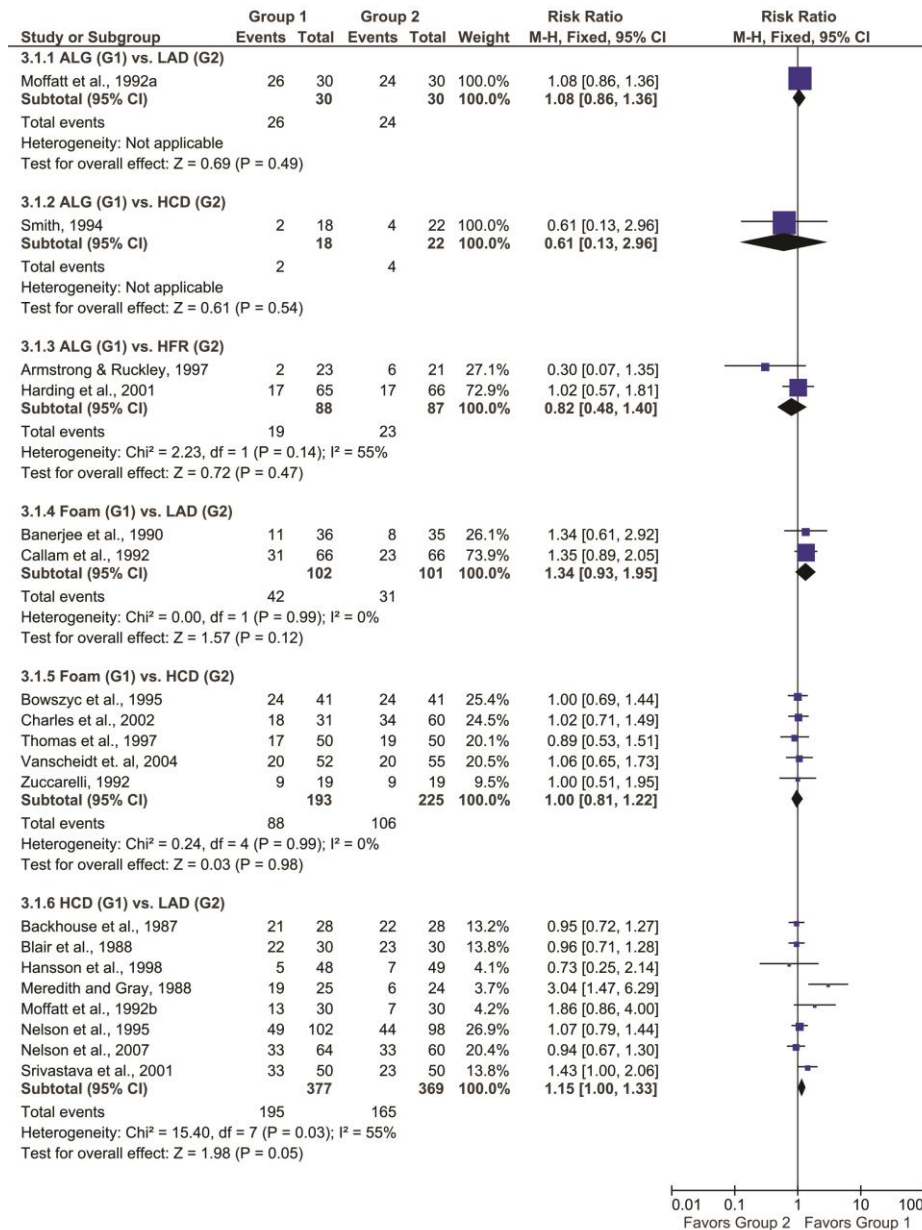 Group 1 Group 2 Risk Ratio Risk Ratio
Study or Subgroup Events Total Events Total Weight M-H, Fixed, 95% CI M-H, Fixed, 95% CI
3.1.1 ALG (G1) vs. LAD (G2)
Moffatt et al., 1992a 26 30 24 30 100.0% 1.08 [0.86, 1.36]
Subtotal (95% CI) 30 30 100.0% 1.08 [0.86, 1.36]
Total events 26 24
Heterogeneity: Not applicable
Test for overall effect: Z = 0.69 (P = 0.49)
3.1.2 ALG (G1) vs. HCD (G2)
Smith, 1994 2 18 4 22 100.0% 0.61 [0.13, 2.96]
Subtotal (95% CI) 18 22 100.0% 0.61 [0.13, 2.96]
Total events 2 4
Heterogeneity: Not applicable
Test for overall effect: Z = 0.61 (P = 0.54)
3.1.3 ALG (G1) vs. HFR (G2)
Armstrong & Ruckley, 1997 2 23 6 21 27.1% 0.30 [0.07, 1.35]
Harding et al., 2001 17 65 17 66 72.9% 1.02 [0.57, 1.81]
Subtotal (95% CI) 88 87 100.0% 0.82 [0.48, 1.40]
Total events 19 23
Heterogeneity: Chi² = 2.23, df = 1 (P = 0.14); I² = 55%
Test for overall effect: Z = 0.72 (P = 0.47)
3.1.4 Foam (G1) vs. LAD (G2)
Banerjee et al., 1990 11 36 8 35 26.1% 1.34 [0.61, 2.92]
Callam et al., 1992 31 66 23 66 73.9% 1.35 [0.89, 2.05]
Subtotal (95% CI) 102 101 100.0% 1.34 [0.93, 1.95]
Total events 42 31
Heterogeneity: Chi² = 0.00, df = 1 (P = 0.99); I² = 0%
Test for overall effect: Z = 1.57 (P = 0.12)
3.1.5 Foam (G1) vs. HCD (G2)
Bowszyc et al., 1995 24 41 24 41 25.4% 1.00 [0.69, 1.44]
Charles et al., 2002 18 31 34 60 24.5% 1.02 [0.71, 1.49]
Thomas et al., 1997 17 50 19 50 20.1% 0.89 [0.53, 1.51]
Vanscheidt et. al, 2004 20 52 20 55 20.5% 1.06 [0.65, 1.73]
Zuccarelli, 1992 9 19 9 19 9.5% 1.00 [0.51, 1.95]
Subtotal (95% CI) 193 225 100.0% 1.00 [0.81, 1.22]
Total events 88 106
Heterogeneity: Chi² = 0.24, df = 4 (P = 0.99); I² = 0%
Test for overall effect: Z = 0.03 (P = 0.98)
3.1.6 HCD (G1) vs. LAD (G2)
Backhouse et al., 1987 21 28 22 28 13.2% 0.95 [0.72, 1.27]
Blair et al., 1988 22 30 23 30 13.8% 0.96 [0.71, 1.28]
Hansson et al., 1998 5 48 7 49 4.1% 0.73 [0.25, 2.14]
Meredith and Gray, 1988 19 25 6 24 3.7% 3.04 [1.47, 6.29]
Moffatt et al., 1992b 13 30 7 30 4.2% 1.86 [0.86, 4.00]
Nelson et al., 1995 49 102 44 98 26.9% 1.07 [0.79, 1.44]
Nelson et al., 2007 33 64 33 60 20.4% 0.94 [0.67, 1.30]
Srivastava et al., 2001 33 50 23 50 13.8% 1.43 [1.00, 2.06]
Subtotal (95% CI) 377 369 100.0% 1.15 [1.00, 1.33]
Total events 195 165
Heterogeneity: Chi² = 15.40, df = 7 (P = 0.03); I² = 55%
Test for overall effect: Z = 1.98 (P = 0.05)
0.01 0.1 1 10 100
Favors Group 2 Favors Group 1